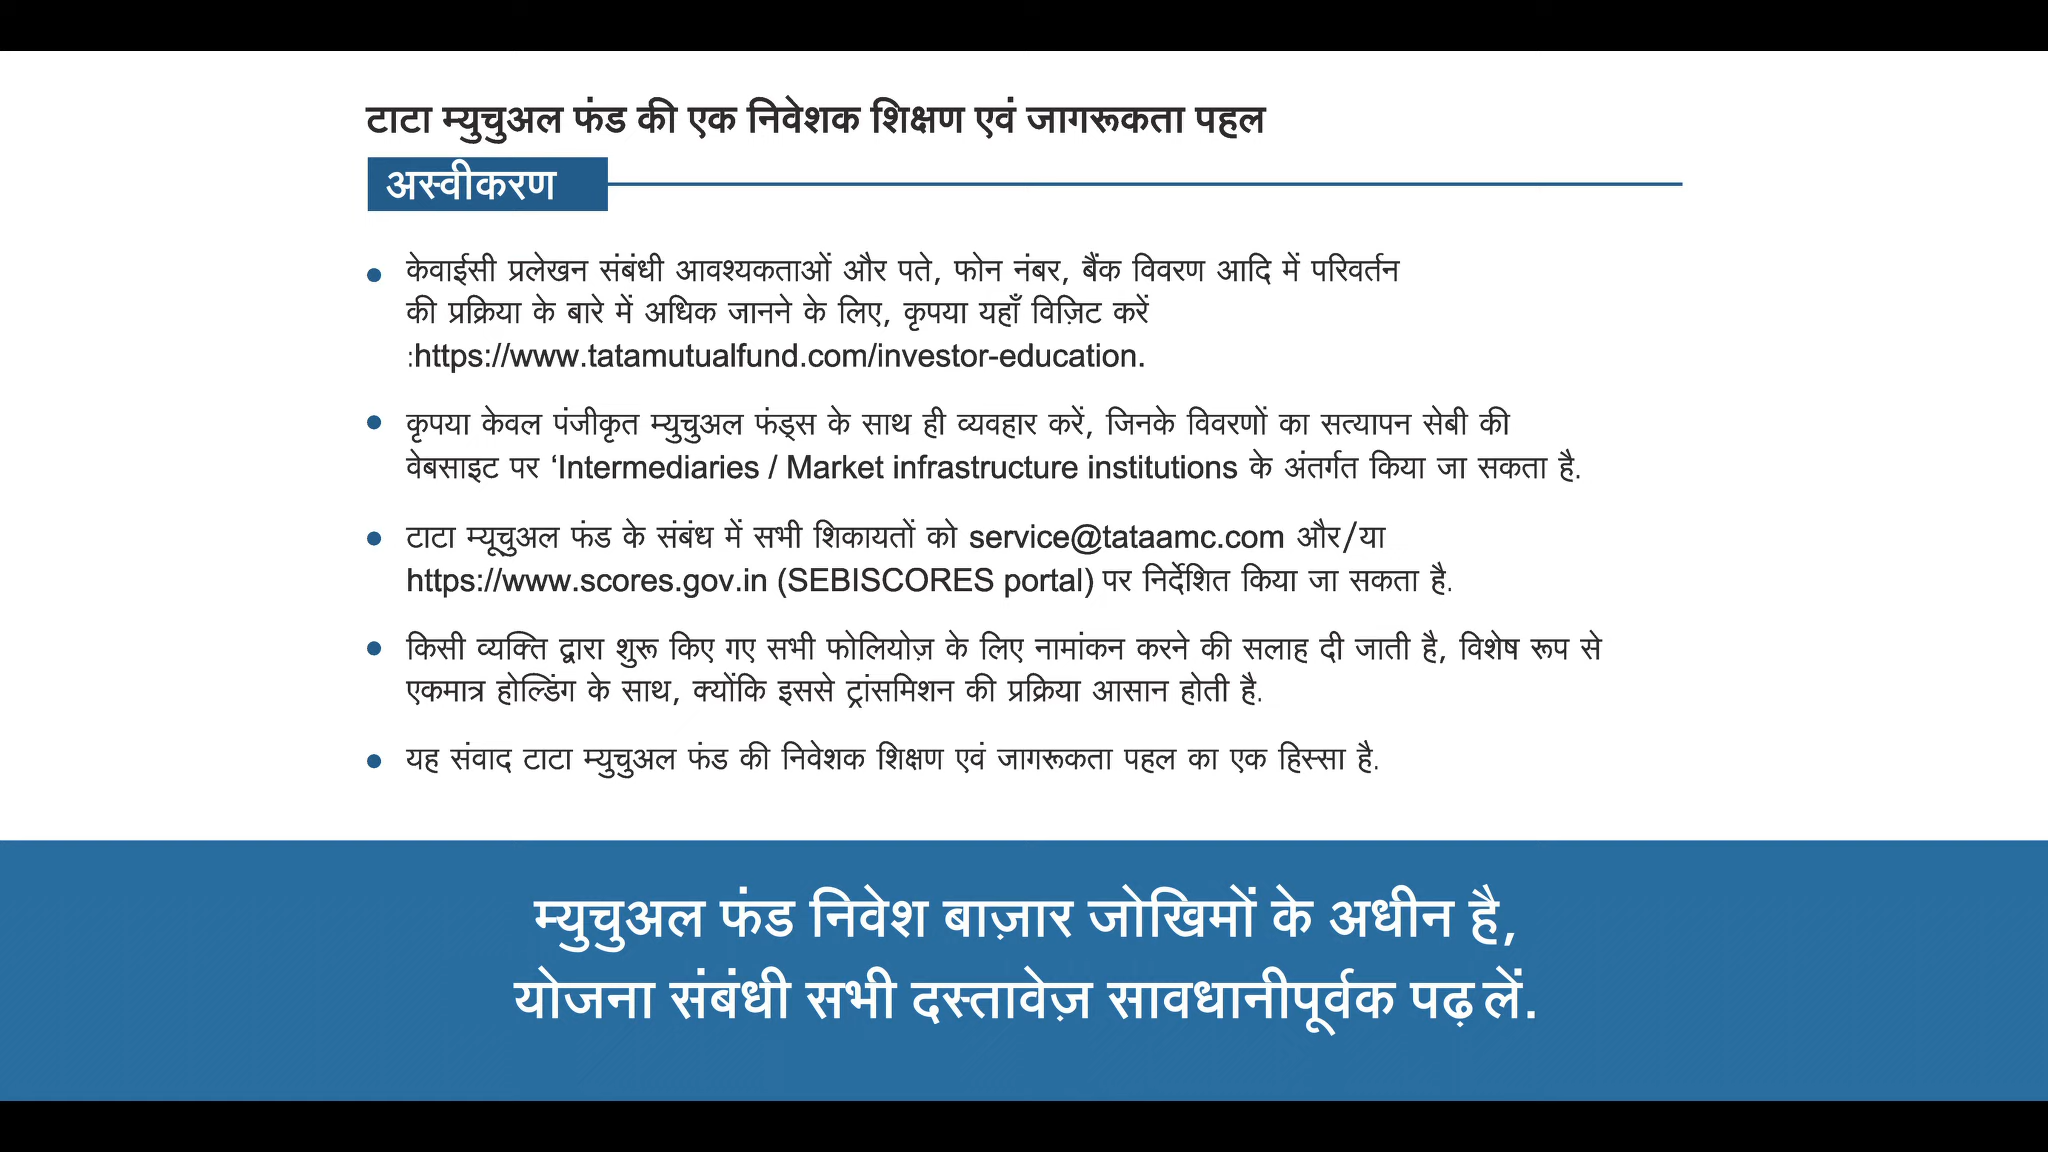 टाटा म्युचुअल फंड की एक निवेशक शिक्षण एवं जागरूकता पहल
अस्वीकरण
केवाईसी प्रलेखन संबंधी आवश्यकताओं और पते, फोन नंबर, बैंक विवरण आदि में परिवर्तन
की प्रक्रिया के बारे में अधिक जानने के लिए, कृपया यहाँ विज़िट करें
:https://www.tatamutualfund.com/investor-education.
कृपया केवल पंजीकृत म्युचुअल फंड्स के साथ ही व्यवहार करें, जिनके विवरणों का सत्यापन सेबी की
वेबसाइट पर ‘Intermediaries / Market infrastructure institutions के अंतर्गत किया जा सकता है.
टाटा म्यूचुअल फंड के संबंध में सभी शिकायतों को service@tataamc.com और/या
https://www.scores.gov.in (SEBISCORES portal) पर निर्देशित किया जा सकता है.
किसी व्यक्ति द्वारा शुरू किए गए सभी फोलियोज़ के लिए नामांकन करने की सलाह दी जाती है, विशेष रूप से
एकमात्र होल्डिंग के साथ, क्योंकि इससे ट्रांसमिशन की प्रक्रिया आसान होती है.
यह संवाद टाटा म्युचुअल फंड की निवेशक शिक्षण एवं जागरूकता पहल का एक हिस्सा है.
म्युचुअल फंड निवेश बाज़ार जोखिमों के अधीन है,
योजना संबंधी सभी दस्तावेज़ सावधानीपूर्वक पढ़ लें.